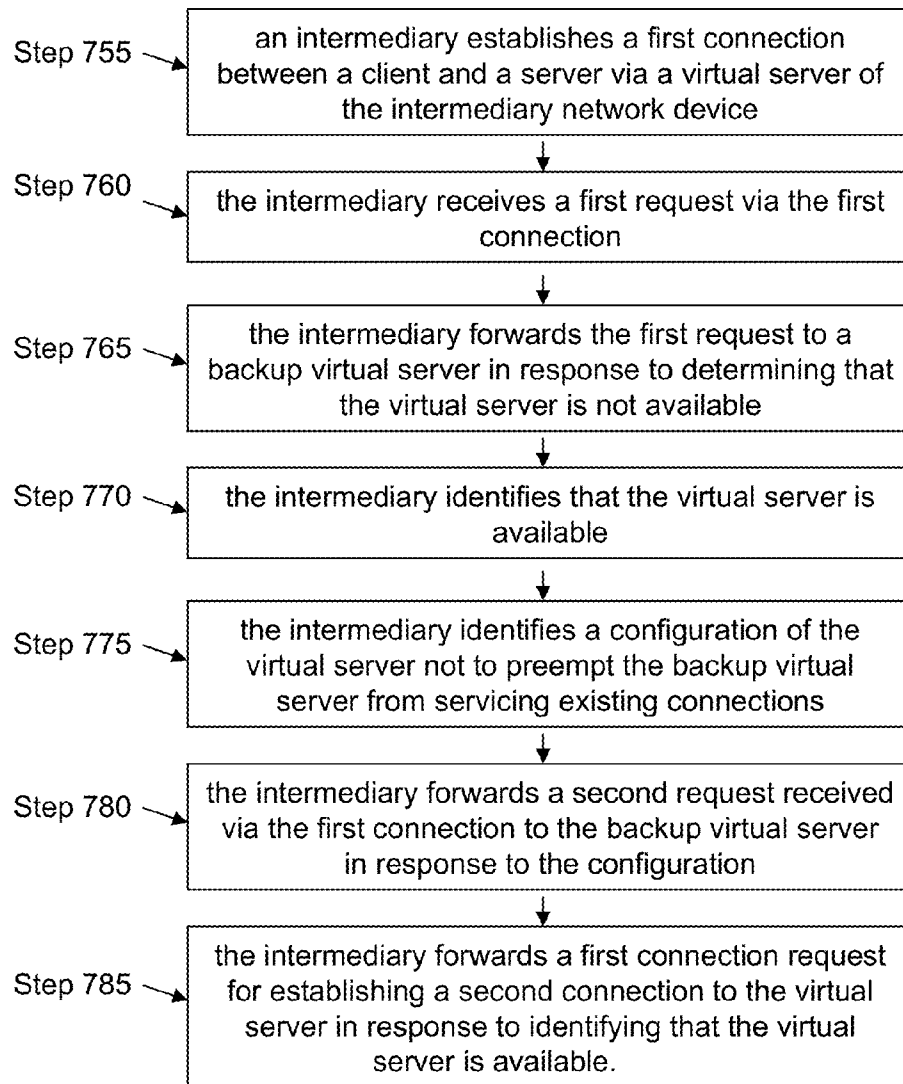 Step 755
an intermediary establishes a first connection
between a client and a server via a virtual server of
the intermediary network device
Step 760
the intermediary receives a first request via the first
connection
Step 765
the intermediary forwards the first request to a
backup virtual server in response to determining that
the virtual server is not available
Step 770
the intermediary identifies that the virtual server is
available
Step 775
the intermediary identifies a configuration of the
virtual server not to preempt the backup virtual
server from servicing existing connections
Step 780
the intermediary forwards a second request received
via the first connection to the backup virtual server
in response to the configuration
Step 785
the intermediary forwards a first connection request
for establishing a second connection to the virtual
server in response to identifying that the virtual
server is available.